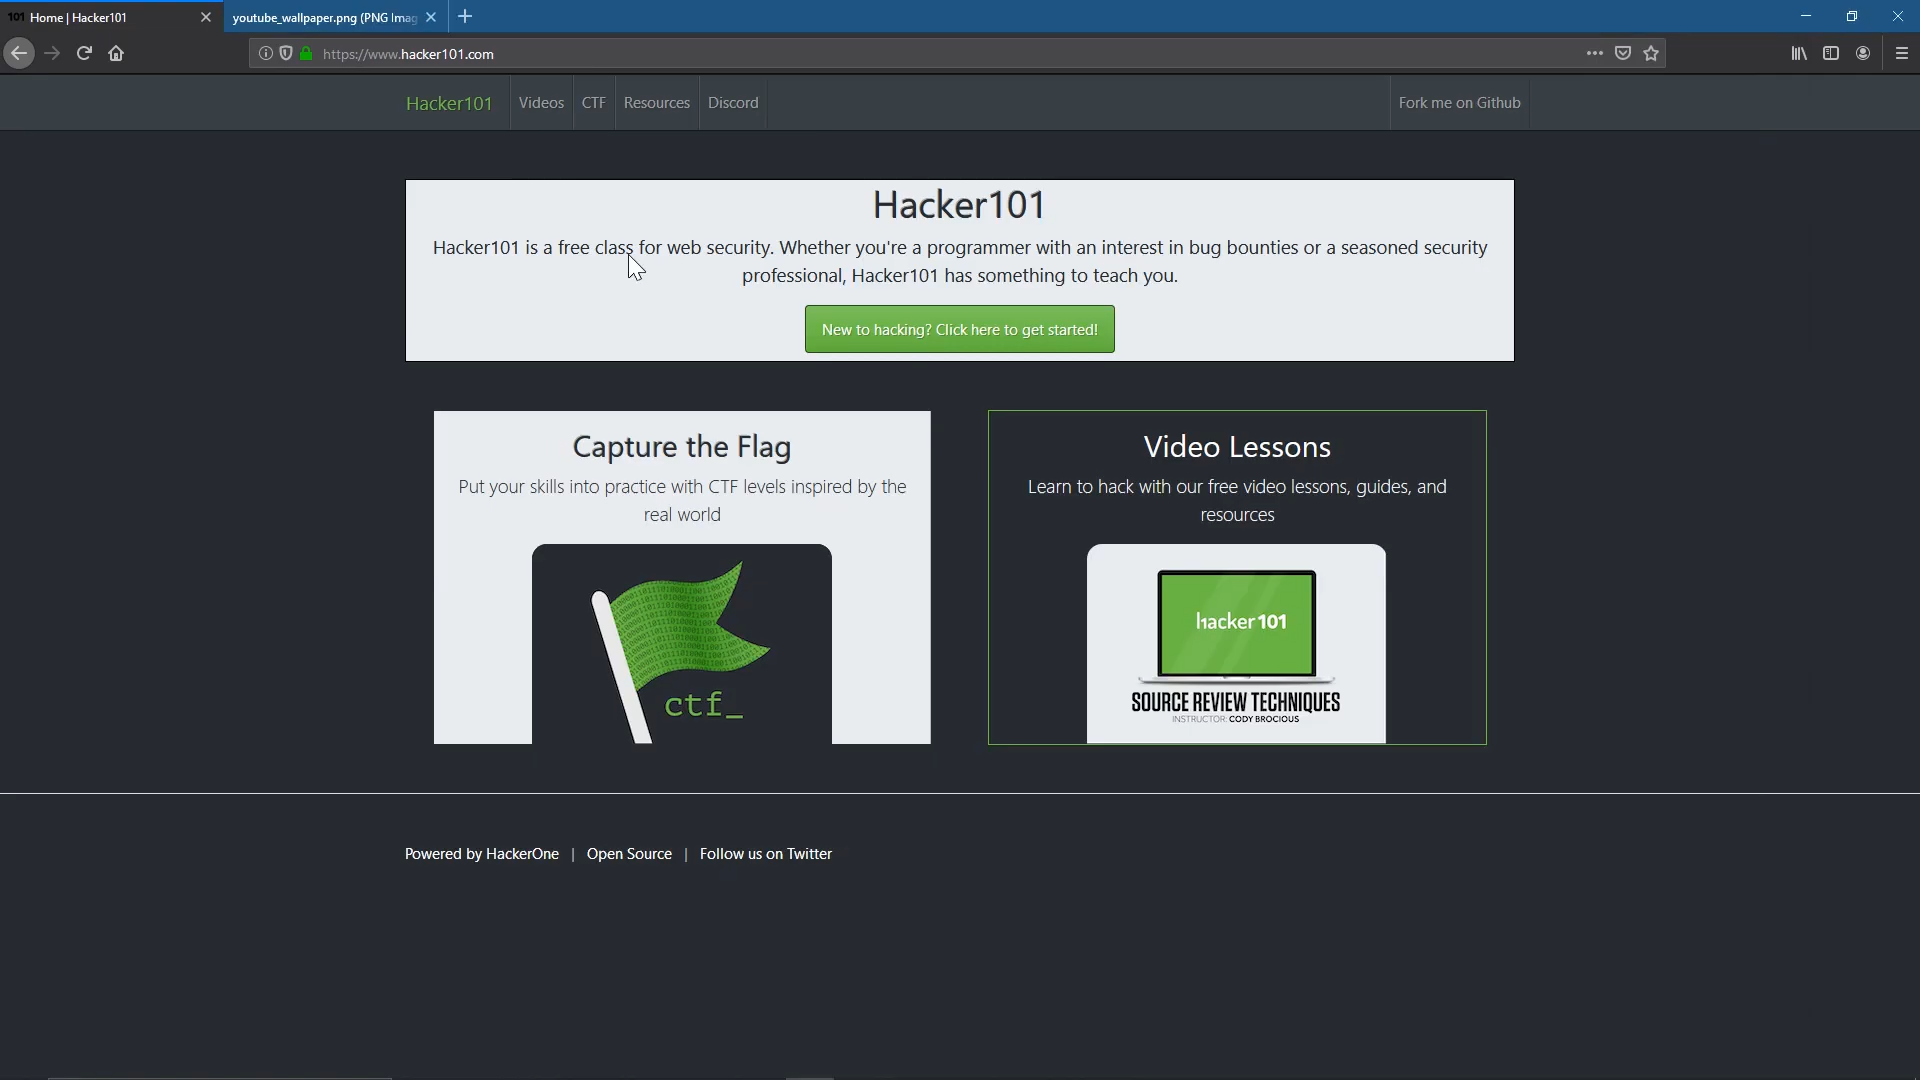 101 Home | Hacker101
youtube_wallpaper.png (PNG Imag
https://www.hacker101.com
Hacker101 Videos CTF Resources Discord Fork me on Github
Hacker101
Hacker101 is a free class for web security. Whether you're a programmer with an interest in bug bounties or a seasoned security
professional, Hacker101 has something to teach you.
New to hacking? Click here to get started!
Capture the Flag
Put your skills into practice with CTF levels inspired by the
real world
ctf_
Video Lessons
Learn to hack with our free video lessons, guides, and
resources
hacker101
SOURCE REVIEW TECHNIQUES
INSTRUCTOR: CODY BROCIOUS
Powered by HackerOne | Open Source | Follow us on Twitter